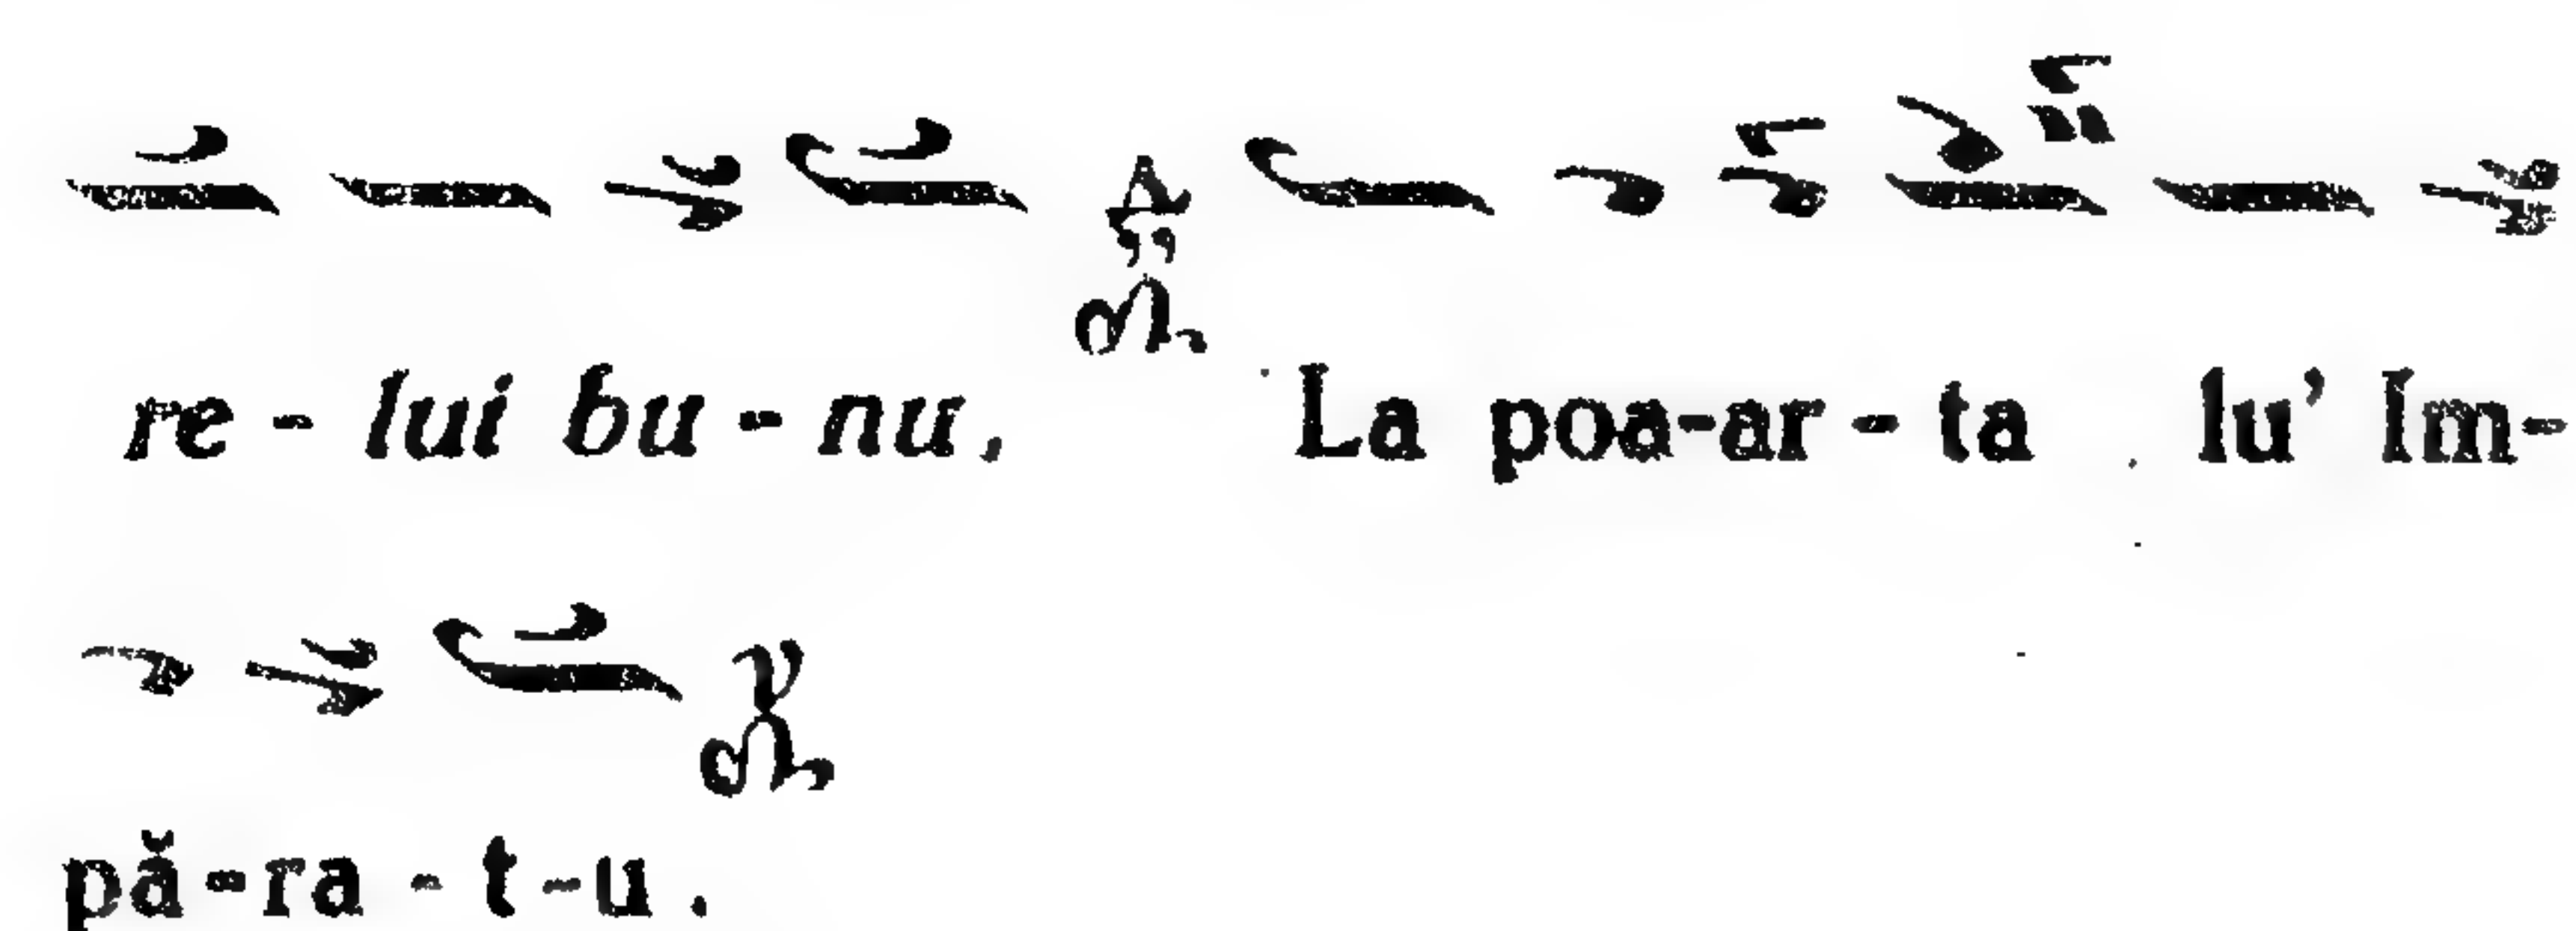 re - lui bu - nu, La poa-ar - ta lu' Im-
pă-ra - t-u.